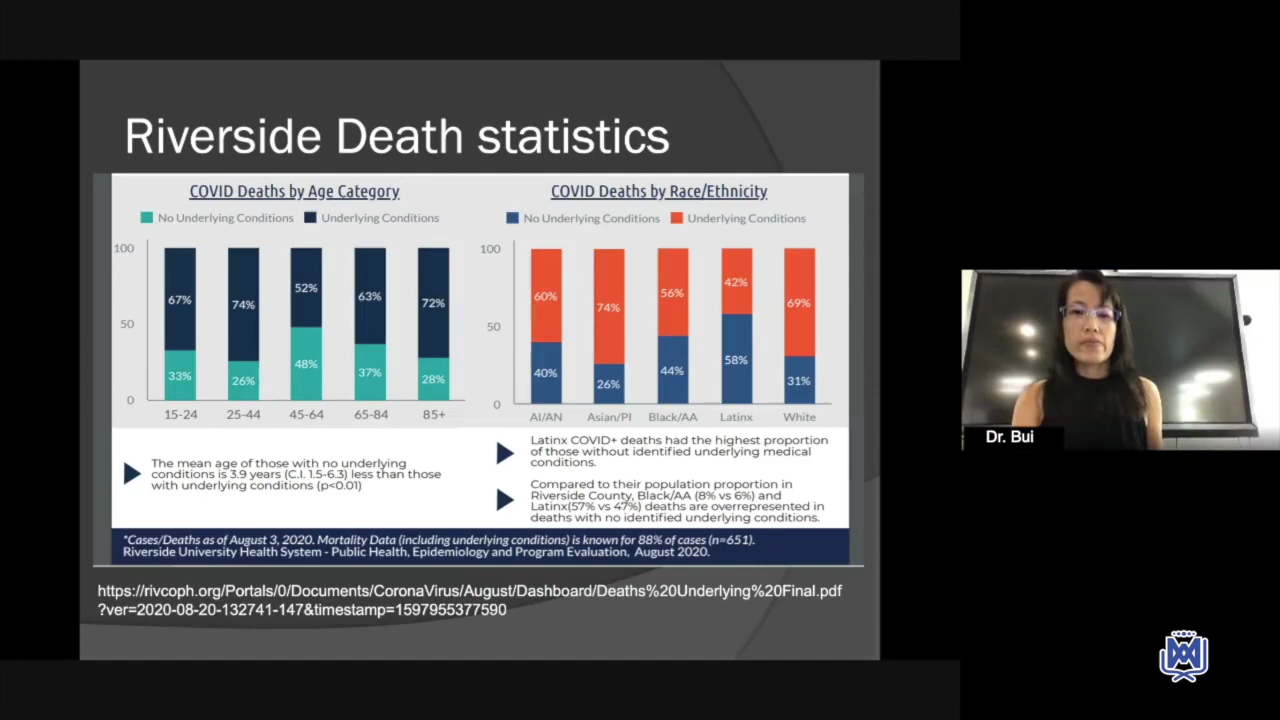 Riverside Death statistics
COVID Deaths by Age Category
No Underlying Conditions Underlying Conditions
100
50
0
67%
33%
74%
26%
52%
48%
63%
37%
72%
28%
15-24 25-44 45-64 65-84 85+
The mean age of those with no underlying
conditions is 3.9 years (C.I. 1.5-6.3) less than those
with underlying conditions (p<0.01)
COVID Deaths by Race/Ethnicity
No Underlying Conditions Underlying Conditions
100
50
0
60%
40%
74%
26%
56%
44%
42%
58%
69%
31%
AI/AN Asian/PI Black/AA Latinx White
Latinx COVID+ deaths had the highest proportion
of those without identified underlying medical
conditions.
Compared to their population proportion in
Riverside County, Black/AA (8% vs 6%) and
Latinx(57% vs 47%) deaths are overrepresented in
deaths with no identified underlying conditions.
*Cases/Deaths as of August 3, 2020. Mortality Data (including underlying conditions) is known for 88% of cases (n=651).
Riverside University Health System - Public Health, Epidemiology and Program Evaluation, August 2020.
https://rivcoph.org/Portals/0/Documents/CoronaVirus/August/Dashboard/Deaths%20Underlying%20Final.pdf
?ver=2020-08-20-132741-147&timestamp=1597955377590
Dr. Bui